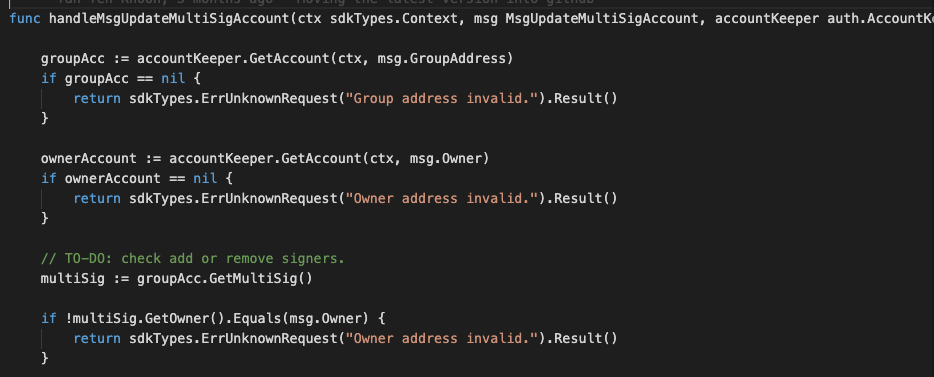 func handleMsgUpdateMultiSigAccount(ctx sdkTypes.Context, msg MsgUpdateMultiSigAccount, accountKeeper auth.AccountK
groupAcc := accountKeeper.GetAccount(ctx, msg.GroupAddress)
if groupAcc == nil {
return sdkTypes.ErrUnknownRequest("Group address invalid.").Result()
}
ownerAccount := accountKeeper.GetAccount(ctx, msg.Owner)
if ownerAccount == nil {
return sdkTypes.ErrUnknownRequest("Owner address invalid.").Result()
}
// TO-DO: check add or remove signers.
multiSig := groupAcc.GetMultiSig()
if !multiSig.GetOwner().Equals(msg.Owner) {
return sdkTypes.ErrUnknownRequest("Owner address invalid.").Result()
}